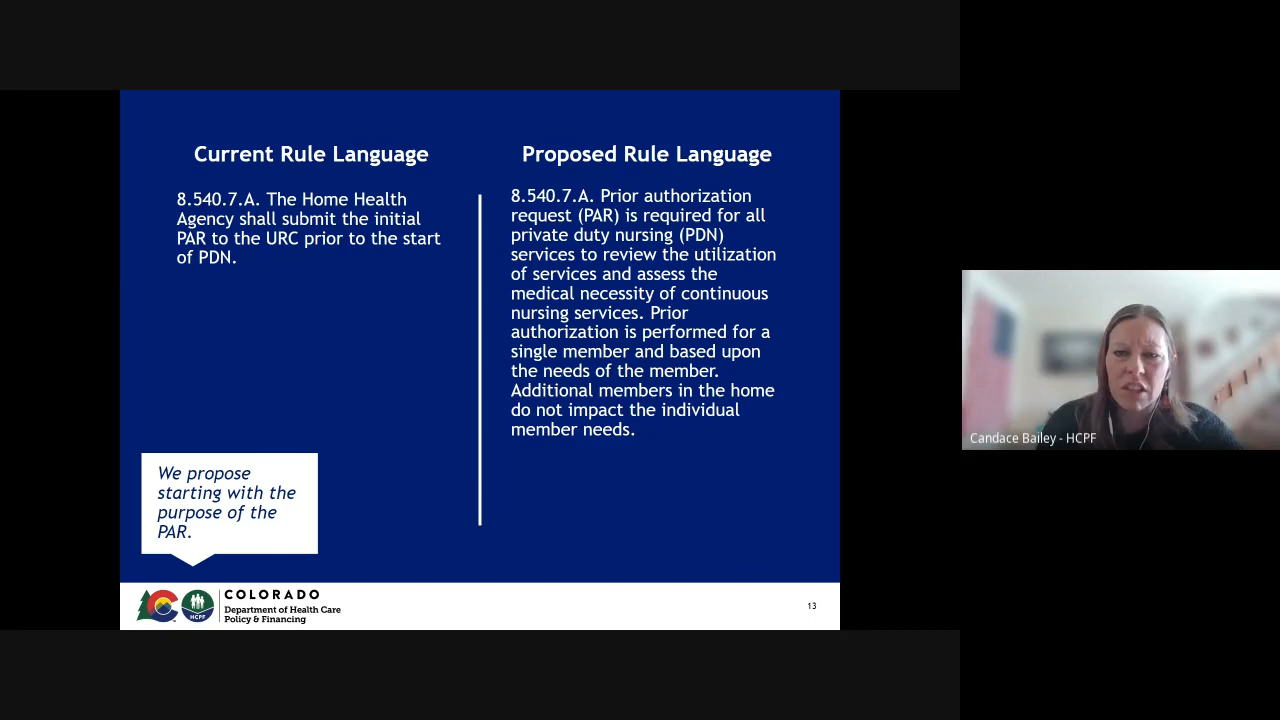 Current Rule Language
8.540.7.A. The Home Health
Agency shall submit the initial
PAR to the URC prior to the start
of PDN.
Proposed Rule Language
8.540.7.A. Prior authorization
request (PAR) is required for all
private duty nursing (PDN)
services to review the utilization
of services and assess the
medical necessity of continuous
nursing services. Prior
authorization is performed for a
single member and based upon
the needs of the member.
Additional members in the home
do not impact the individual
member needs.
We propose
starting with the
purpose of the
PAR.
HCPF
COLORADO
Department of Health Care
Policy & Financing
13
Candace Bailey - HCPF